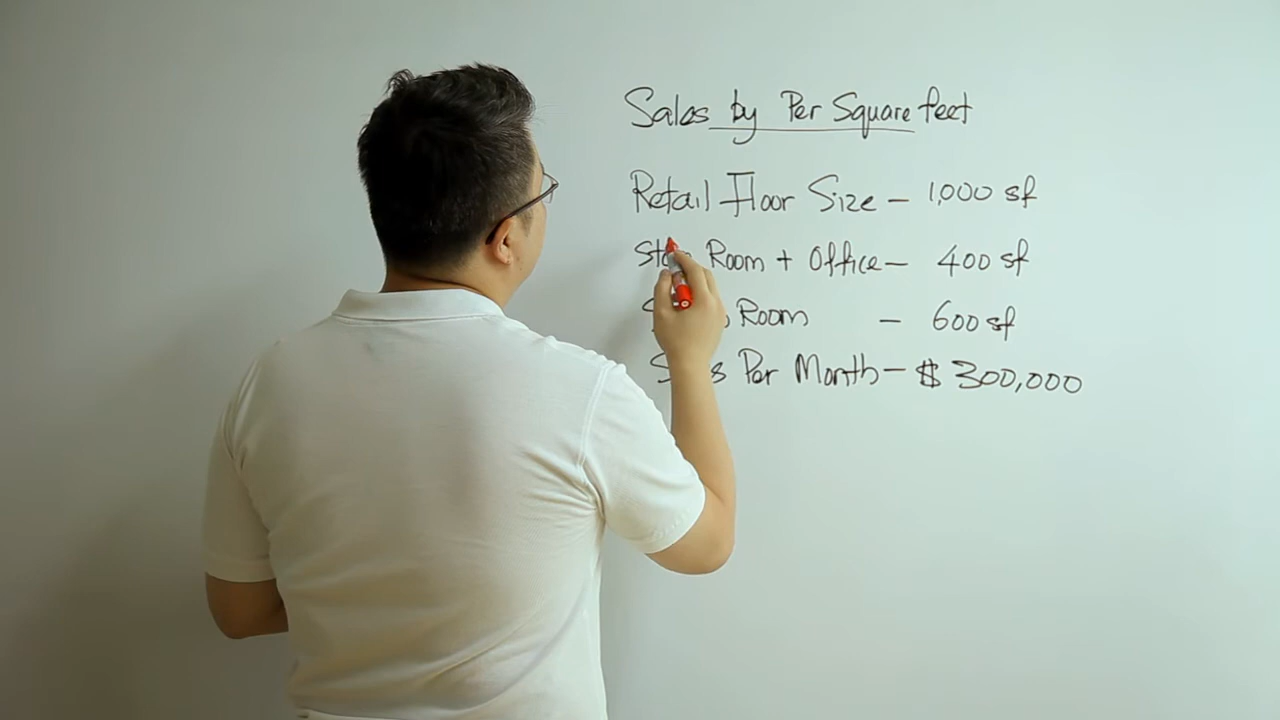 Sales by Per Square feet
Retail Floor Size - 1,000 sf
Room + Office - 400 sf
Room - 600 sf
Per Month - $ 300,000